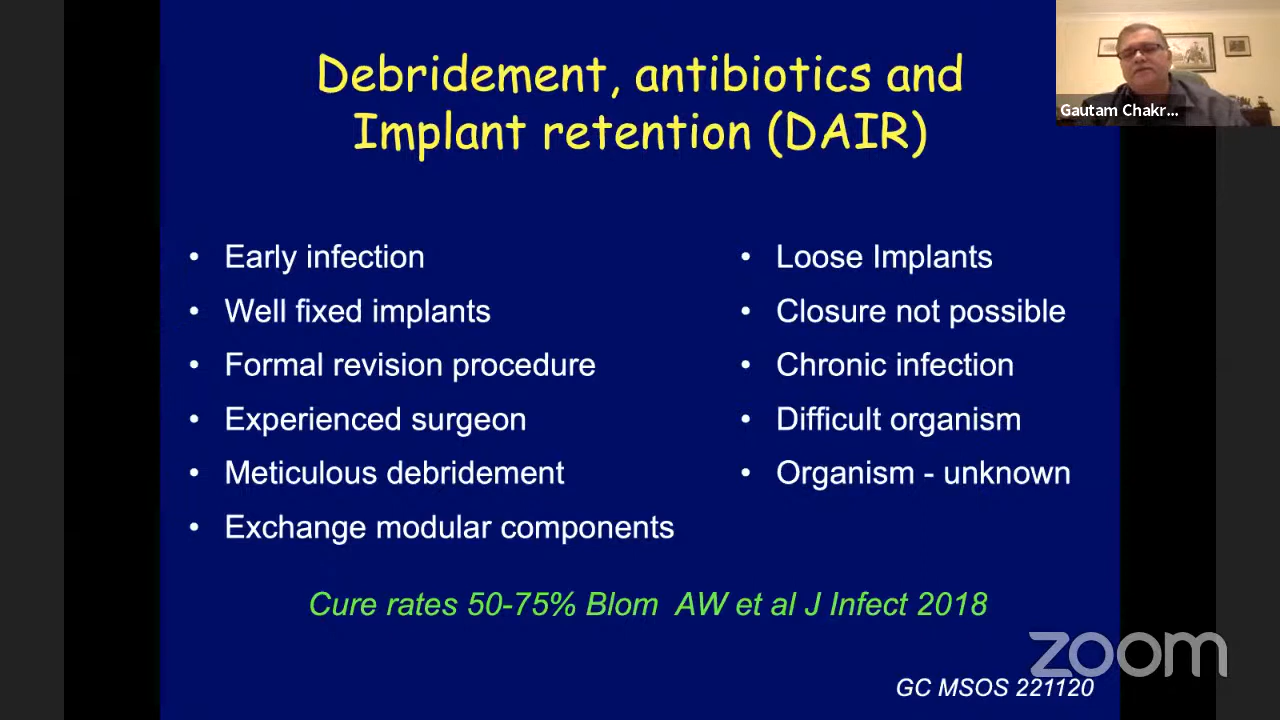 Debridement, antibiotics and
Implant retention (DAIR)
Gautam Chakr...
• Early infection
• Well fixed implants
• Formal revision procedure
• Experienced surgeon
• Meticulous debridement
• Exchange modular components
• Loose Implants
• Closure not possible
• Chronic infection
• Difficult organism
• Organism - unknown
Cure rates 50-75% Blom AW et al J Infect 2018
zoom
GC MSOS 221120